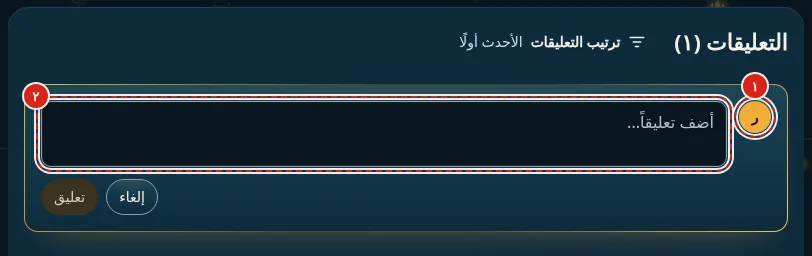 التعليقات (١) ترتيب التعليقات الأحدث أولًا
١
٢
ر
أضف تعليقاً...
إلغاء تعليق